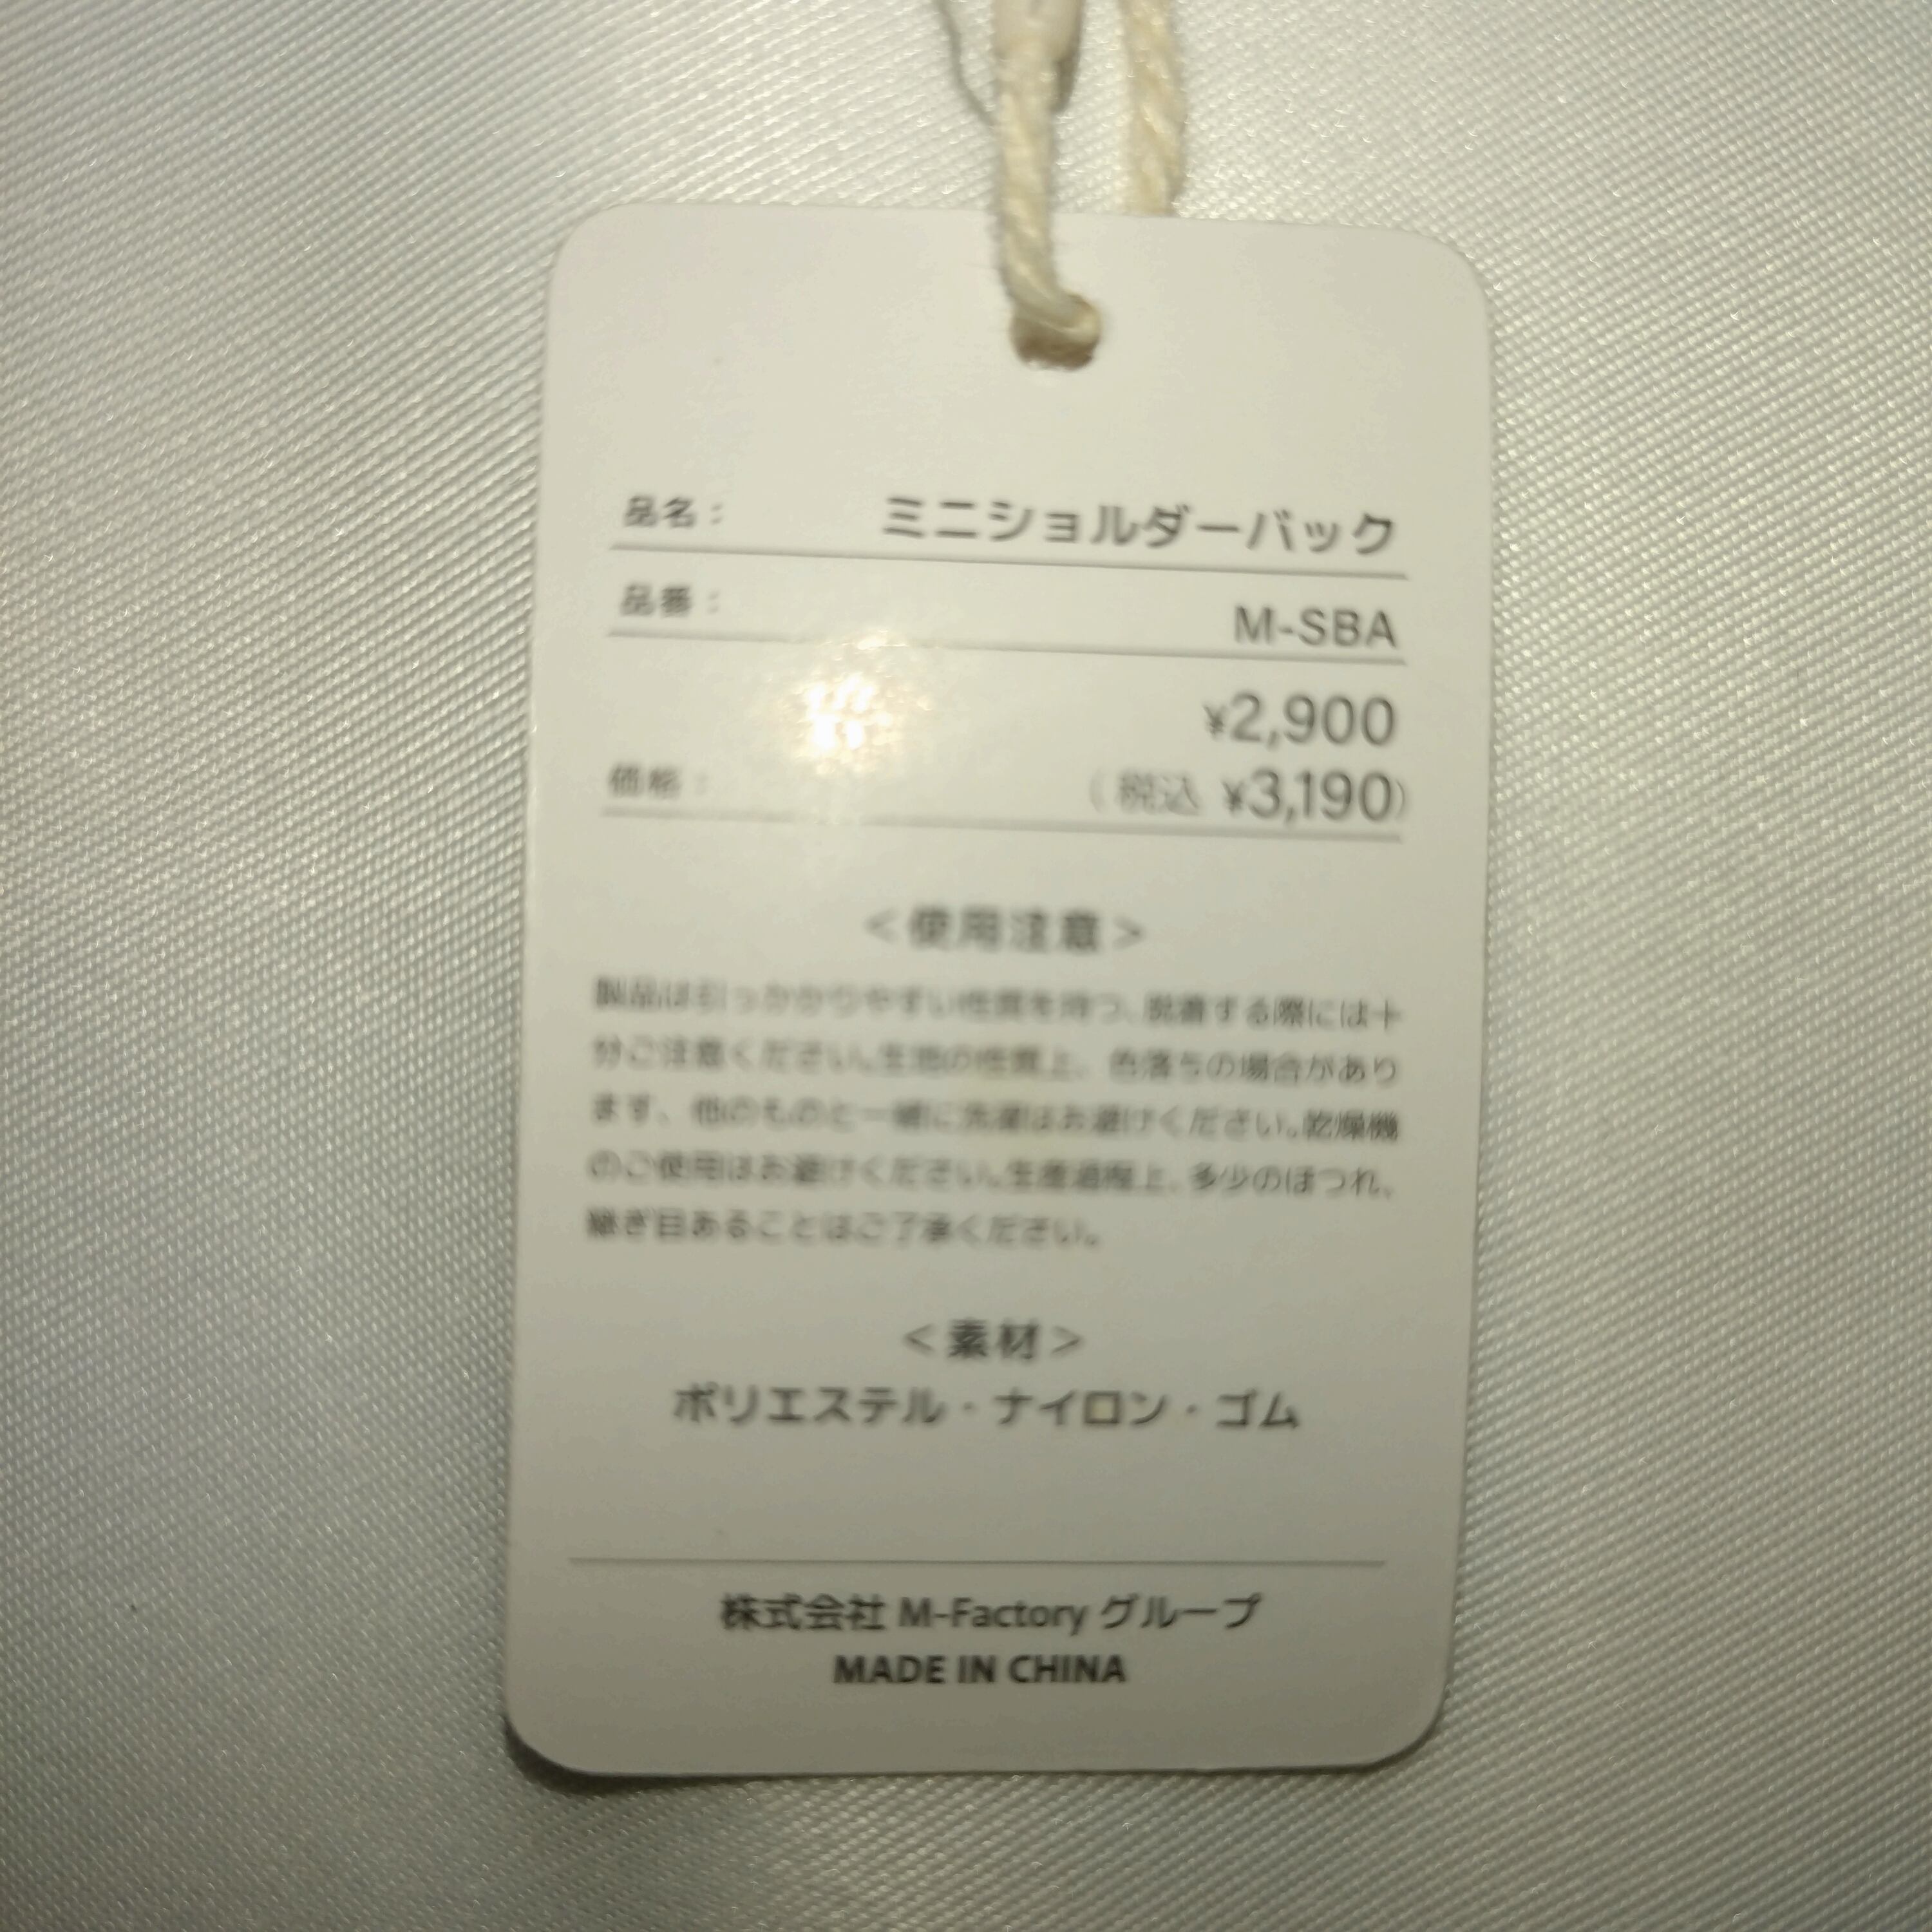 品名： ミニショルダーバック
品番： M-SBA
¥2,900
価格： （税込 ¥3,190）
＜使用注意＞
製品は引っかかりやすい性質を持つ、脱着する際には十
分ご注意ください。生地の性質上、色落ちの場合があり
ます、他のものと一緒に洗濯はお避けください。乾燥機
のご使用はお避けください。生産過程上、多少のほつれ、
継ぎ目あることはご了承ください。
＜素材＞
ポリエステル・ナイロン・ゴム
株式会社 M-Factory グループ
MADE IN CHINA